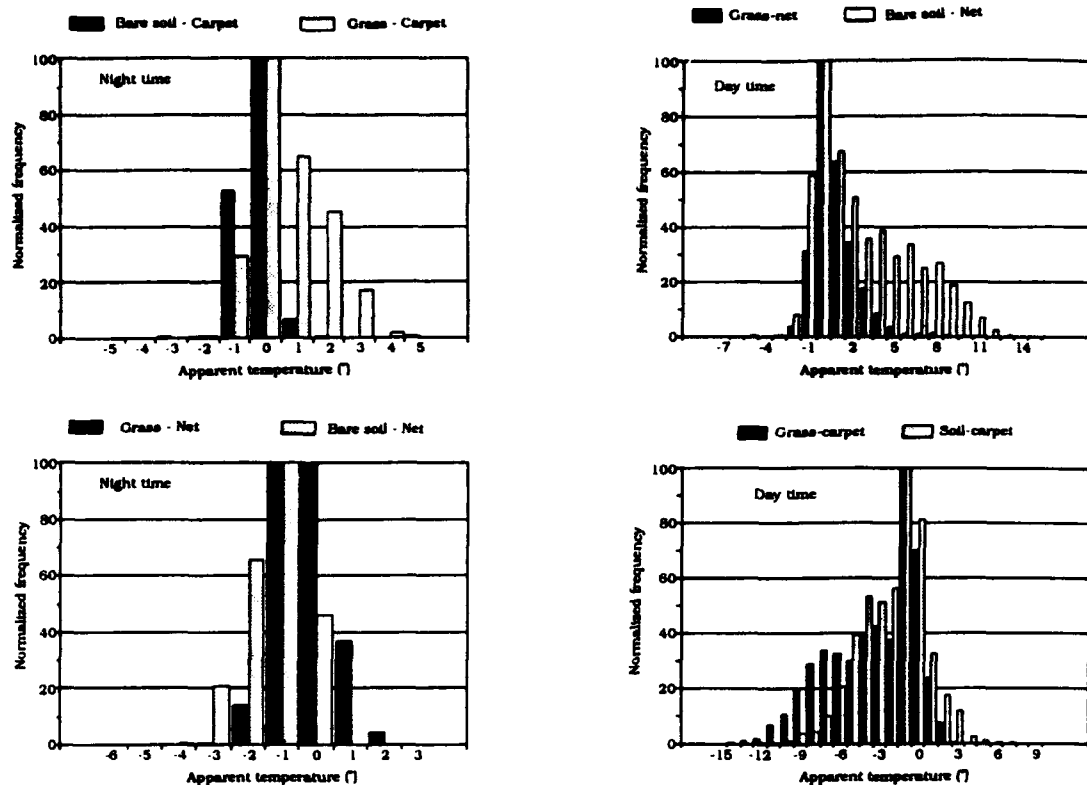 Bare soil - Carpet Grass - Carpet
100
80
60
40
20
0
Normalized frequency
Night time
-5 -4 -3 -2 -1 0 1 2 3 4 5
Apparent temperature (°)
Grass-net Bare soil - Net
100
80
60
40
20
0
Normalized frequency
Day time
-7 -4 -1 2 5 8 11 14
Apparent temperature (°)
Grass - Net Bare soil - Net
100
80
60
40
20
0
Normalized frequency
Night time
-6 -5 -4 -3 -2 -1 0 1 2 3
Apparent temperature (°)
Grass-carpet Soil-carpet
100
80
60
40
20
0
Normalized frequency
Day time
-15 -12 -9 -6 -3 0 3 6 9
Apparent temperature (°)